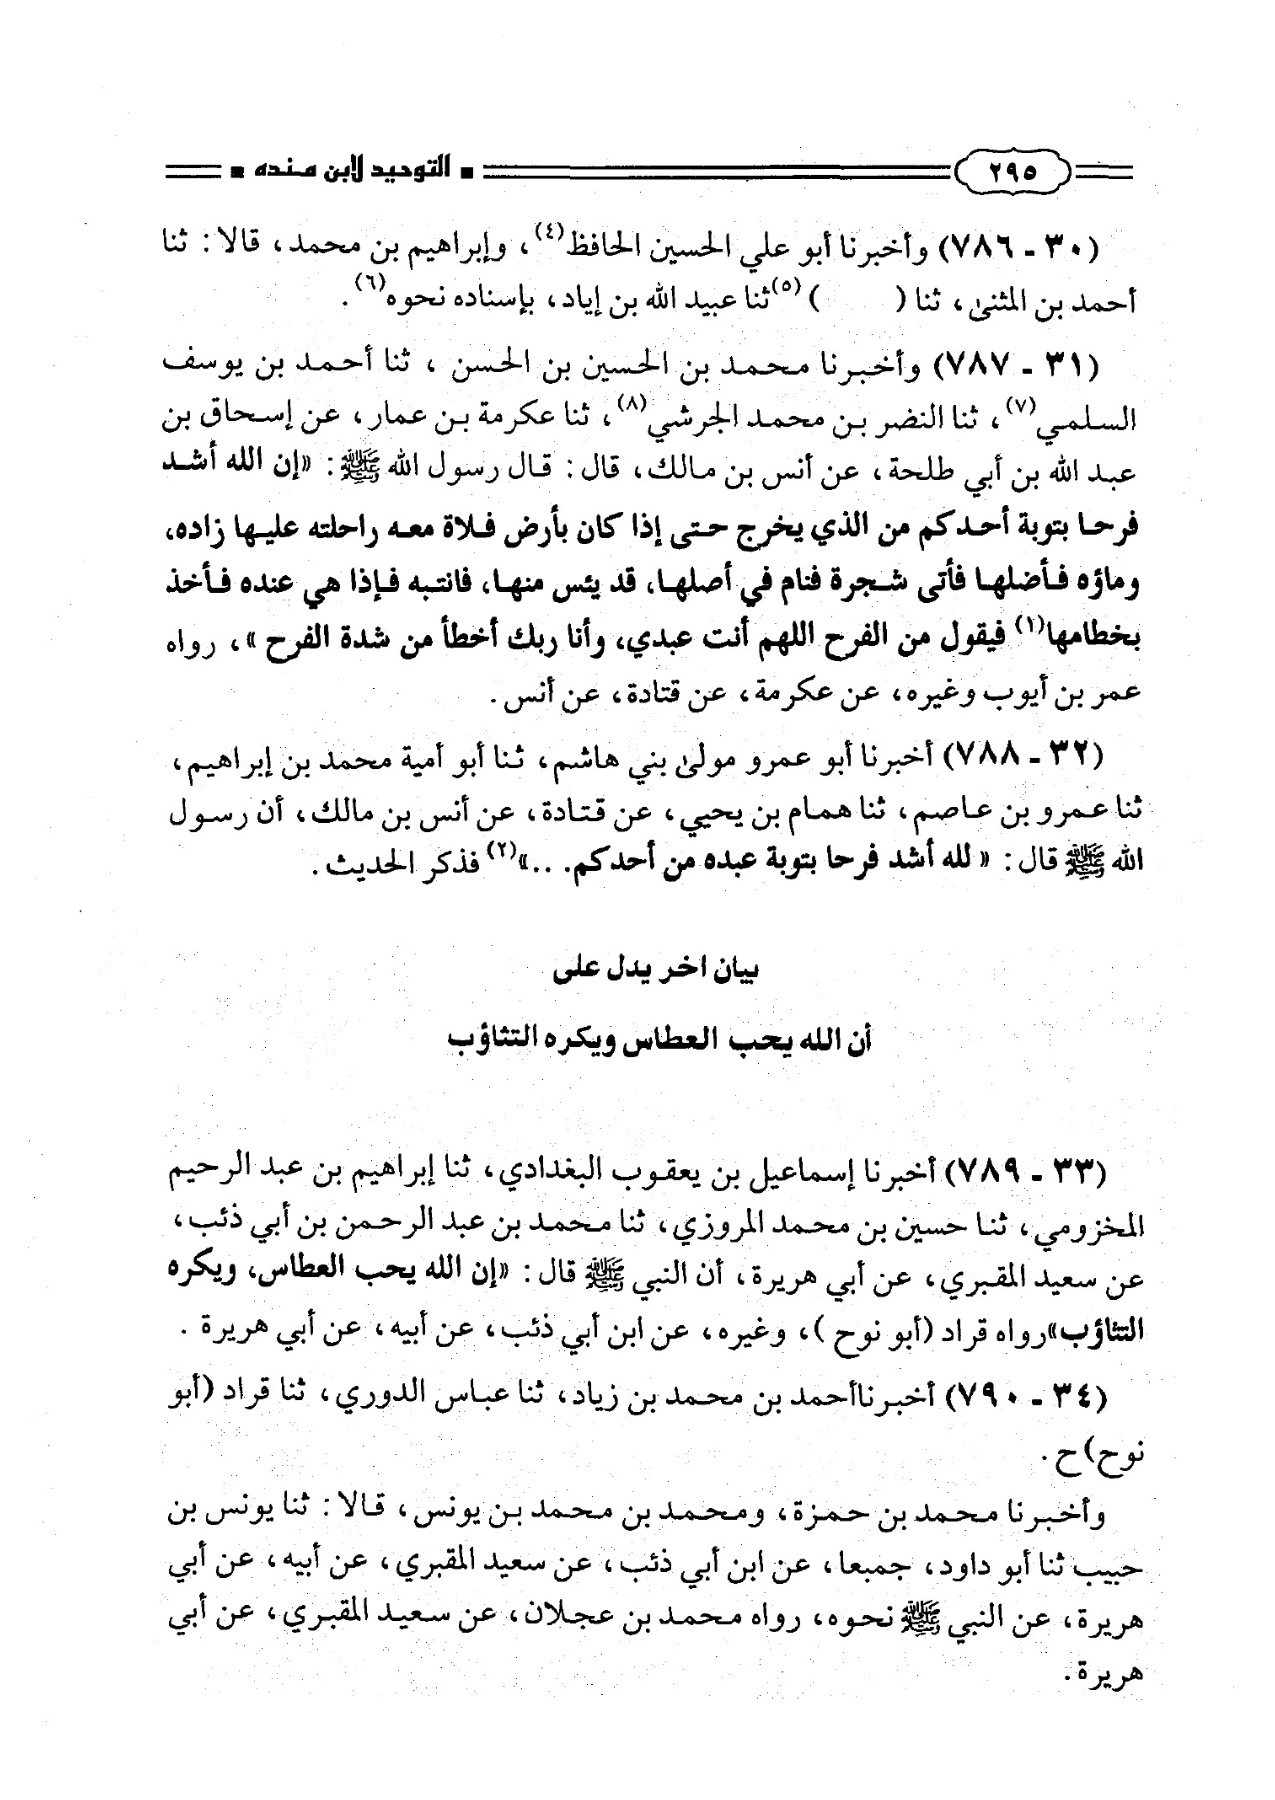 ٢٩٥ ■ التوحيد لابن منده ■
(٣٠ - ٧٨٦) وأخبرنا أبو علي الحسين الحافظ(٤)، وإبراهيم بن محمد، قالا: ثنا
أحمد بن المثنى، ثنا ( )(٥) ثنا عبيد الله بن إياد، بإسناده نحوه(٦).
(٣١ - ٧٨٧) وأخبرنا محمد بن الحسين بن الحسن، ثنا أحمد بن يوسف
السلمي(٧)، ثنا النضر بن محمد الجرشي(٨)، ثنا عكرمة بن عمار، عن إسحاق بن
عبد الله بن أبي طلحة، عن أنس بن مالك، قال: قال رسول الله ﷺ: «إن الله أشد
فرحا بتوبة أحدكم من الذي يخرج حتى إذا كان بأرض فلاة معه راحلته عليها زاده،
وماؤه فأضلها فأتى شجرة فنام في أصلها، قد يئس منها، فانتبه فإذا هي عنده فأخذ
بخطامها(١) فيقول من الفرح اللهم أنت عبدي، وأنا ربك أخطأ من شدة الفرح»، رواه
عمر بن أيوب وغيره، عن عكرمة، عن قتادة، عن أنس.
(٣٢ - ٧٨٨) أخبرنا أبو عمرو مولى بني هاشم، ثنا أبو أمية محمد بن إبراهيم،
ثنا عمرو بن عاصم، ثنا همام بن يحيي، عن قتادة، عن أنس بن مالك، أن رسول
الله ﷺ قال: «لله أشد فرحا بتوبة عبده من أحدكم...»(٢) فذكر الحديث.
بيان اخر يدل على
أن الله يحب العطاس ويكره التثاؤب
(٣٣ - ٧٨٩) أخبرنا إسماعيل بن يعقوب البغدادي، ثنا إبراهيم بن عبد الرحيم
المخزومي، ثنا حسين بن محمد المروزي، ثنا محمد بن عبد الرحمن بن أبي ذئب،
عن سعيد المقبري، عن أبي هريرة، أن النبي ﷺ قال: «إن الله يحب العطاس، ويكره
التثاؤب» رواه قراد (أبو نوح)، وغيره، عن ابن أبي ذئب، عن أبيه، عن أبي هريرة.
(٣٤ - ٧٩٠) أخبرناأحمد بن محمد بن زياد، ثنا عباس الدوري، ثنا قراد (أبو
نوح)ح.
وأخبرنا محمد بن حمزة، ومحمد بن محمد بن يونس، قالا: ثنا يونس بن
حبيب ثنا أبو داود، جميعا، عن ابن أبي ذئب، عن سعيد المقبري، عن أبيه، عن أبي
هريرة، عن النبي ﷺ نحوه، رواه محمد بن عجلان، عن سعيد المقبري، عن أبي
هريرة.